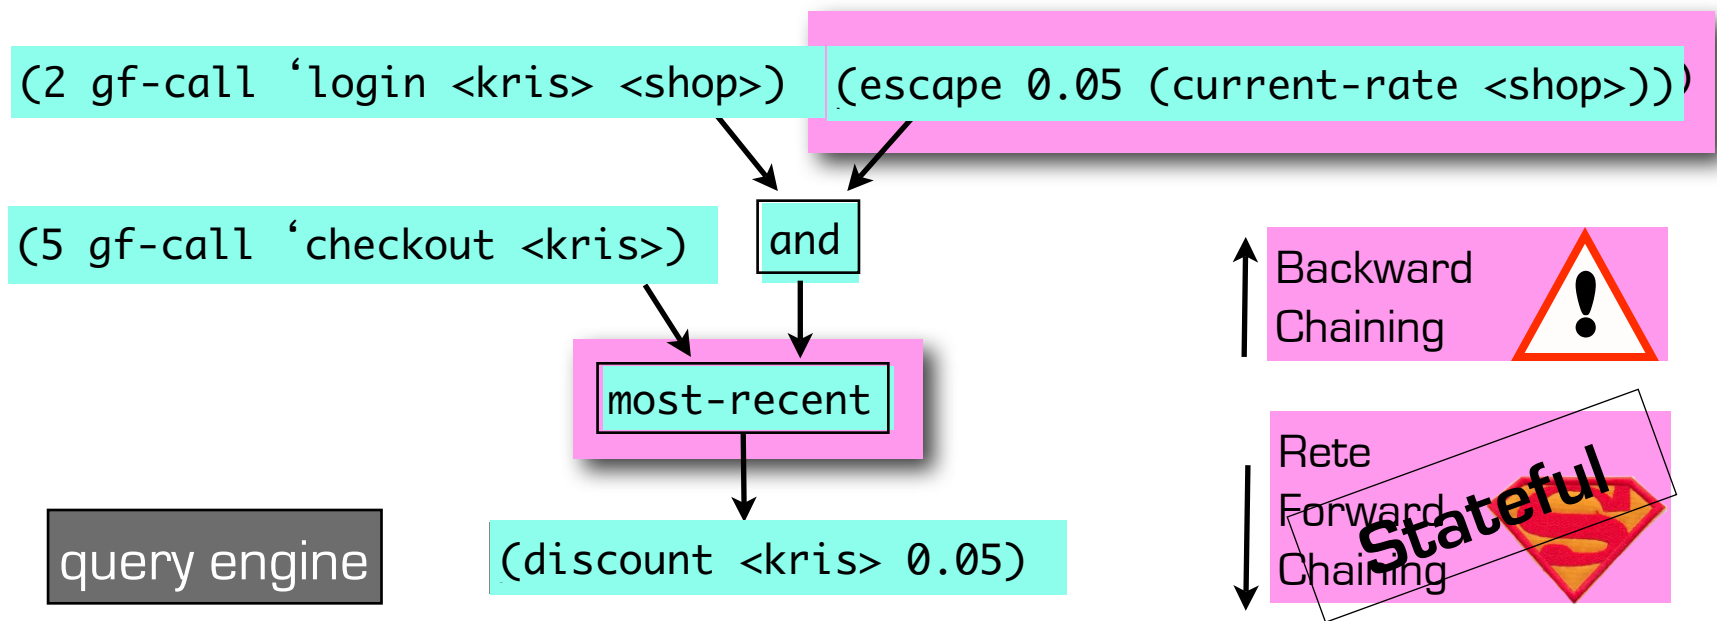 (2 gf-call ‘login <kris> <shop>)
(escape 0.05 (current-rate <shop>)))
(5 gf-call ‘checkout <kris>)
and
Backward
Chaining
most-recent
Rete
Forward
Chaining
Stateful
query engine
(discount <kris> 0.05)